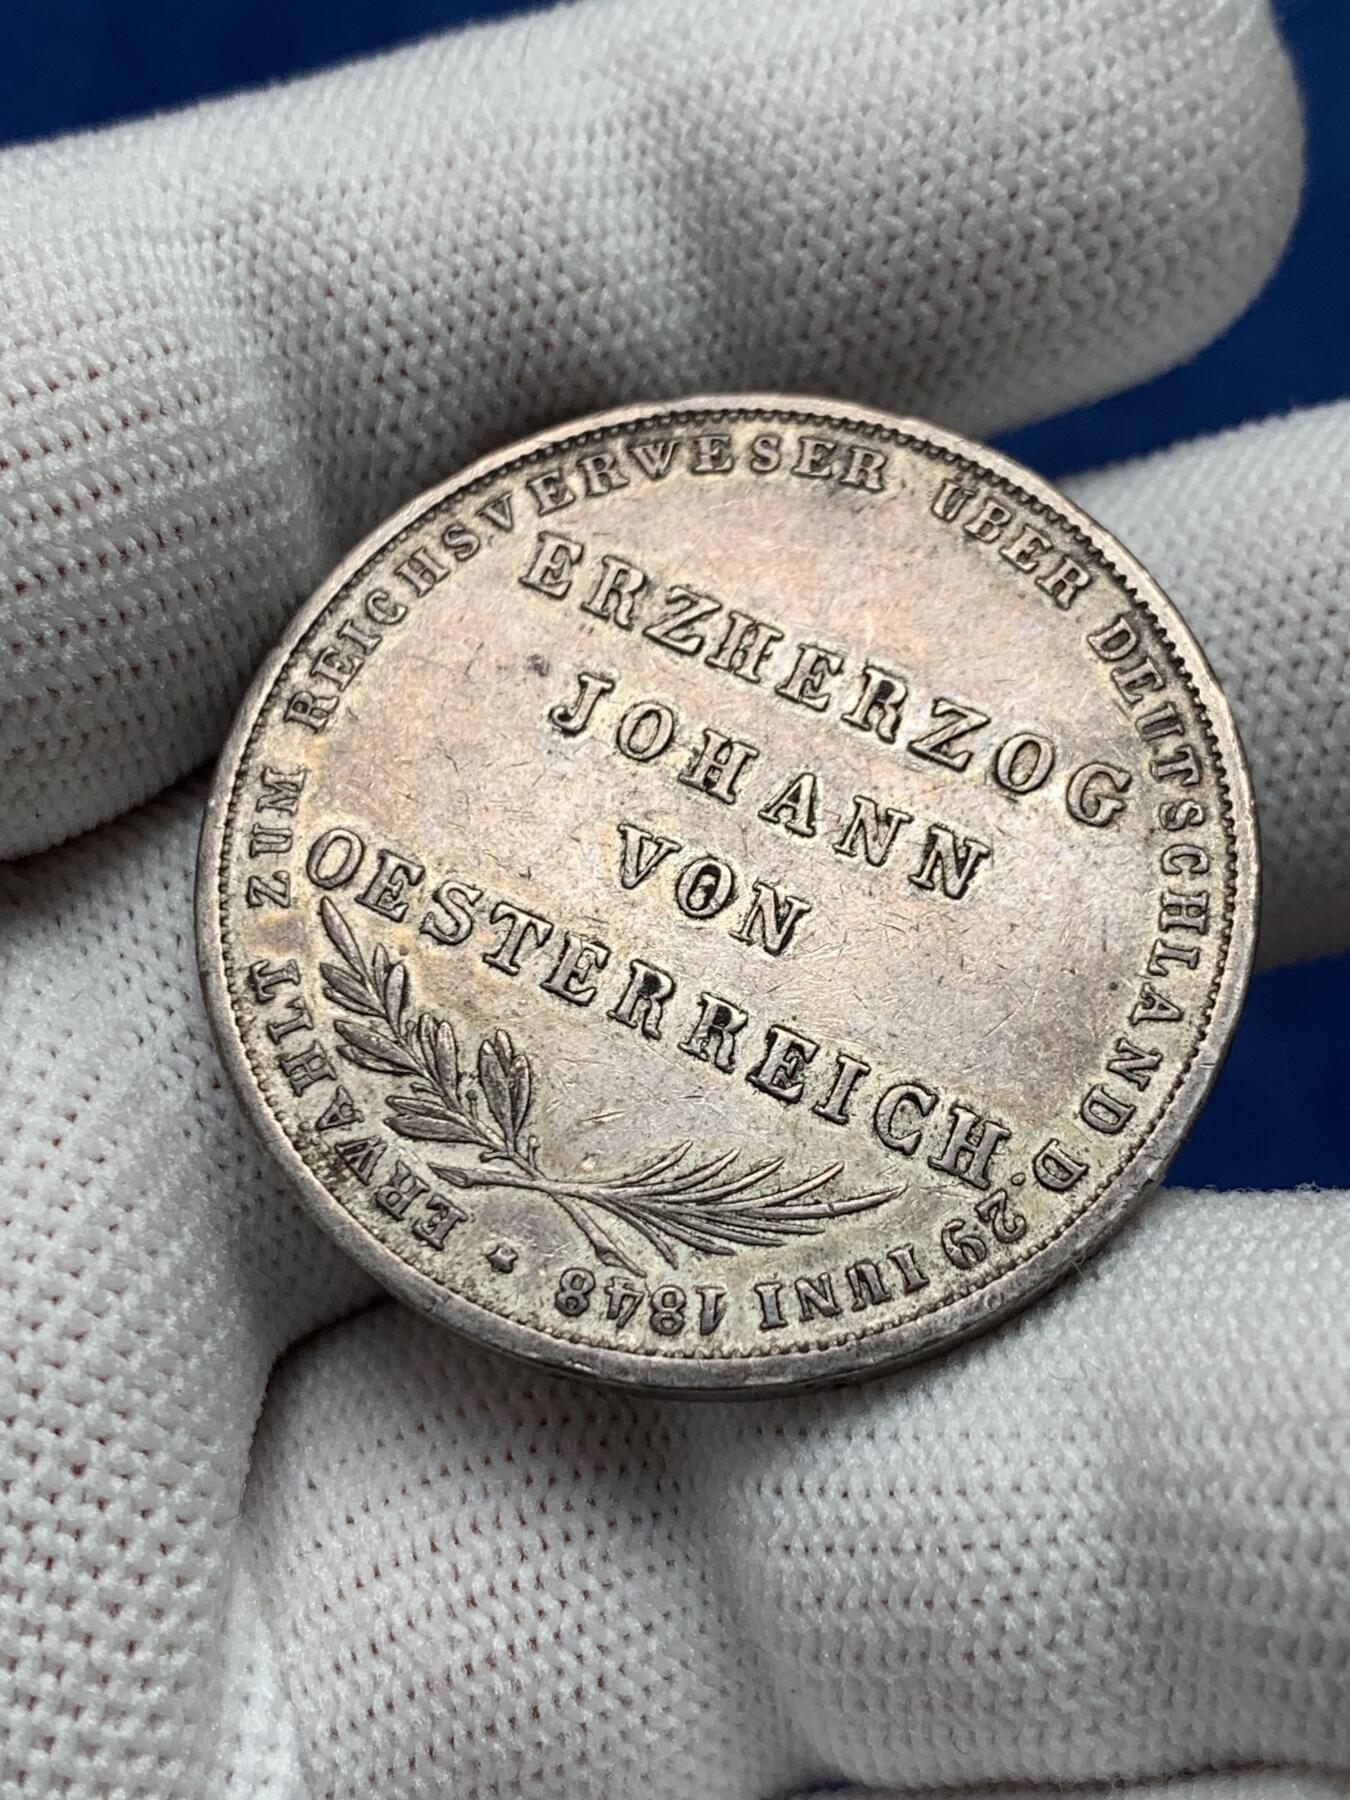 ERWÄHLT ZUM REICHSVERWESER ÜBER DEUTSCHLAND D. 29. IUNI 1848
ERZHERZOG
JOHANN
VON
OESTERREICH